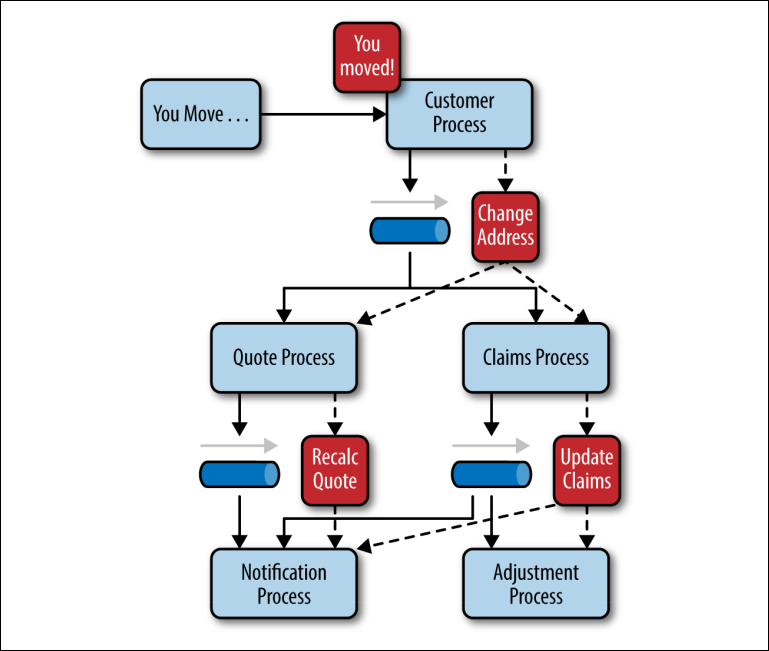 You
moved!
You Move . . .
Customer
Process
Change
Address
Quote Process
Claims Process
Recalc
Quote
Update
Claims
Notification
Process
Adjustment
Process